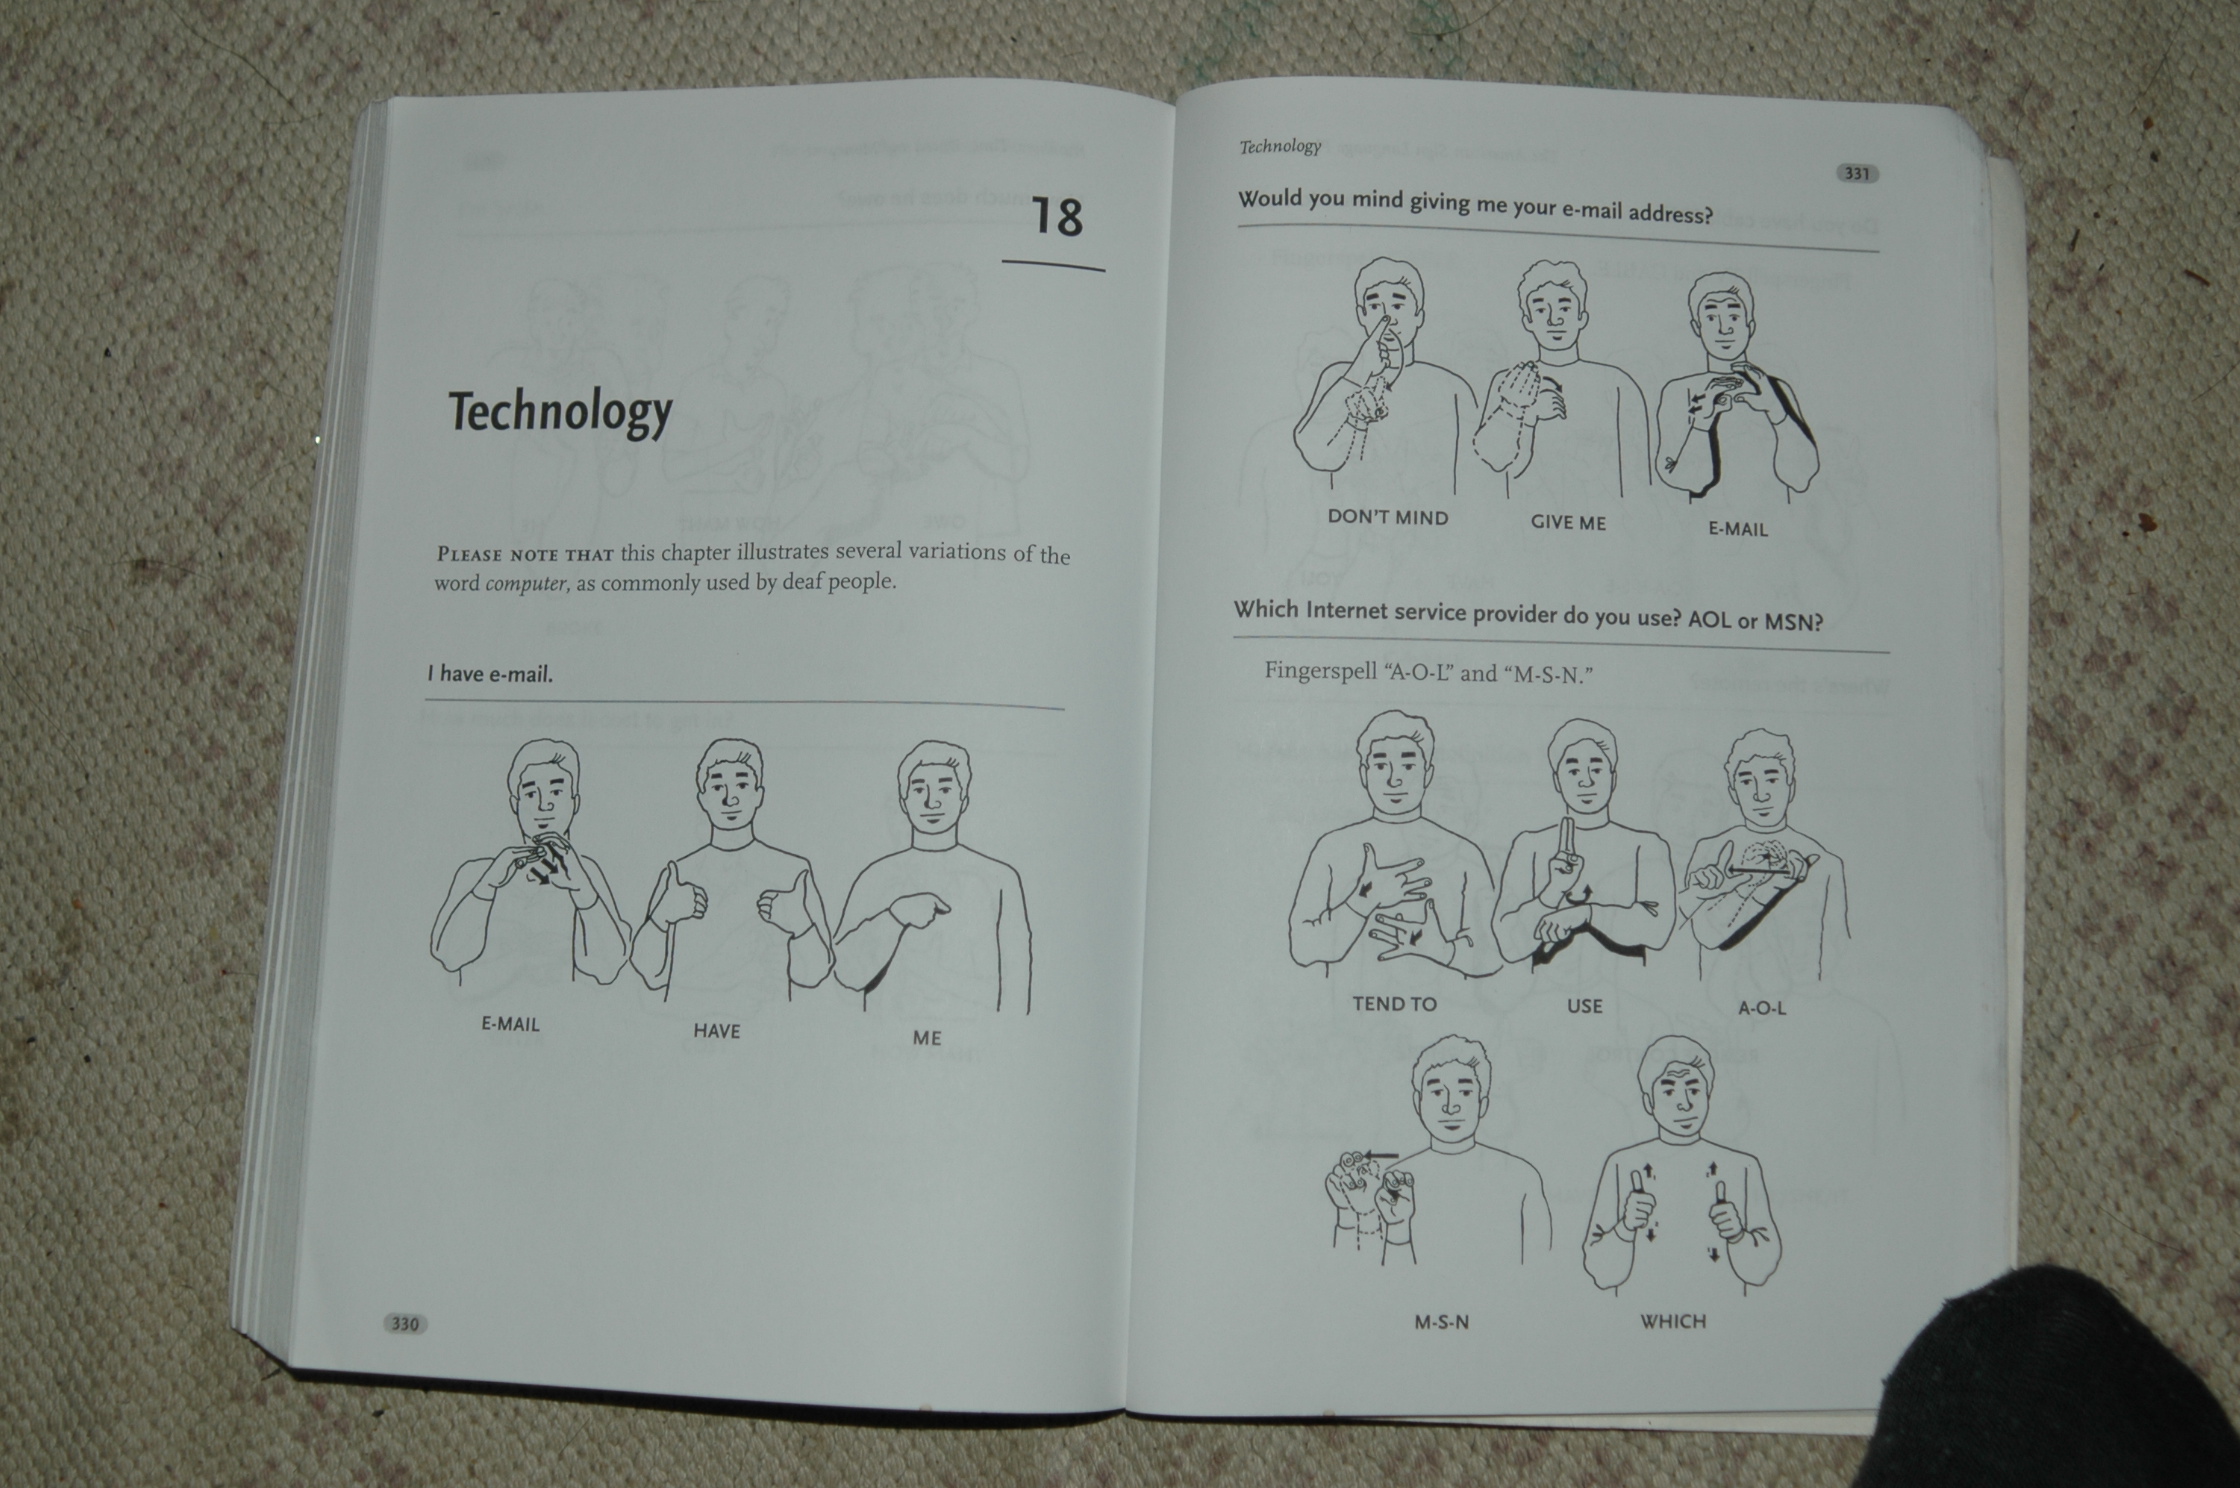 18
Technology
PLEASE NOTE THAT this chapter illustrates several variations of the
word computer, as commonly used by deaf people.
I have e-mail.
E-MAIL HAVE ME
330
Technology
331
Would you mind giving me your e-mail address?
DON'T MIND GIVE ME E-MAIL
Which Internet service provider do you use? AOL or MSN?
Fingerspell “A-O-L” and “M-S-N.”
TEND TO USE A-O-L
M-S-N WHICH